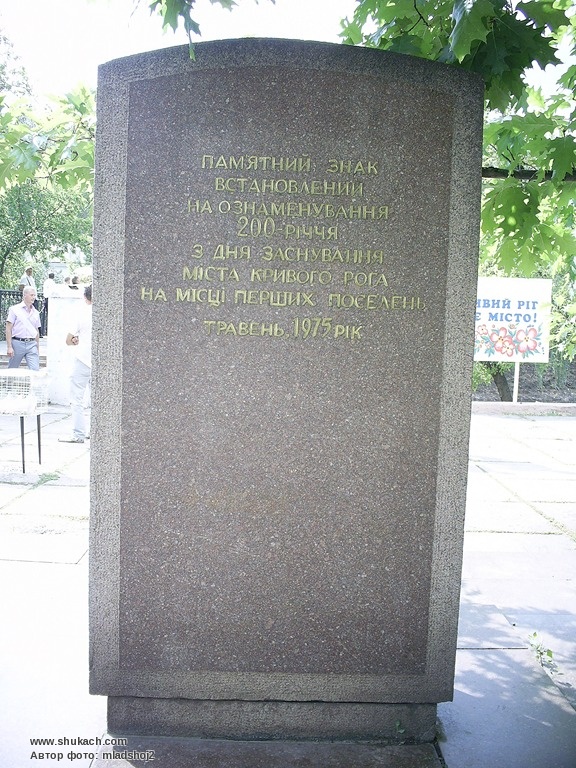 ПАМЯТНИЙ ЗНАК
ВСТАНОВЛЕНИЙ
НА ОЗНАМЕНУВАННЯ
200-РІЧЧЯ
З ДНЯ ЗАСНУВАННЯ
МІСТА КРИВОГО РОГА
НА МІСЦІ ПЕРШИХ ПОСЕЛЕНЬ
ТРАВЕНЬ. 1975 РІК
ИВИЙ РІГ
Є МІСТО!
www.shukach.com
Автор фото: mladshoj2